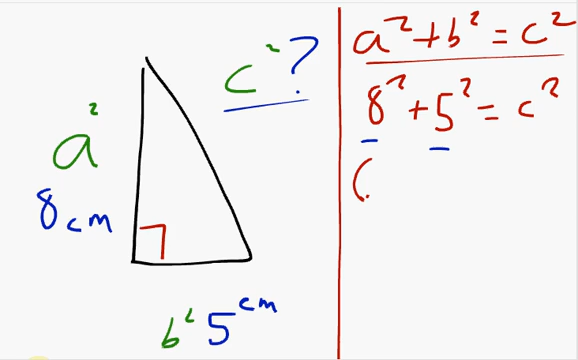 c² ?
a²
8cm
b² 5cm
a² + b² = c²
8² + 5² = c²
(